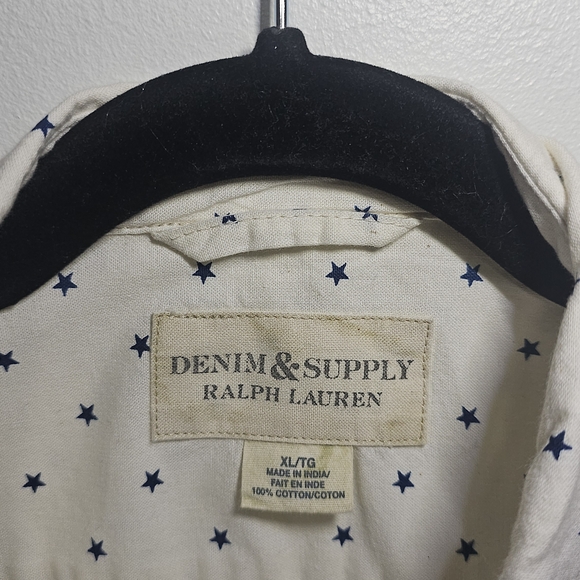 DENIM & SUPPLY
RALPH LAUREN
XL/TG
MADE IN INDIA/
FAIT EN INDE
100% COTTON/COTON